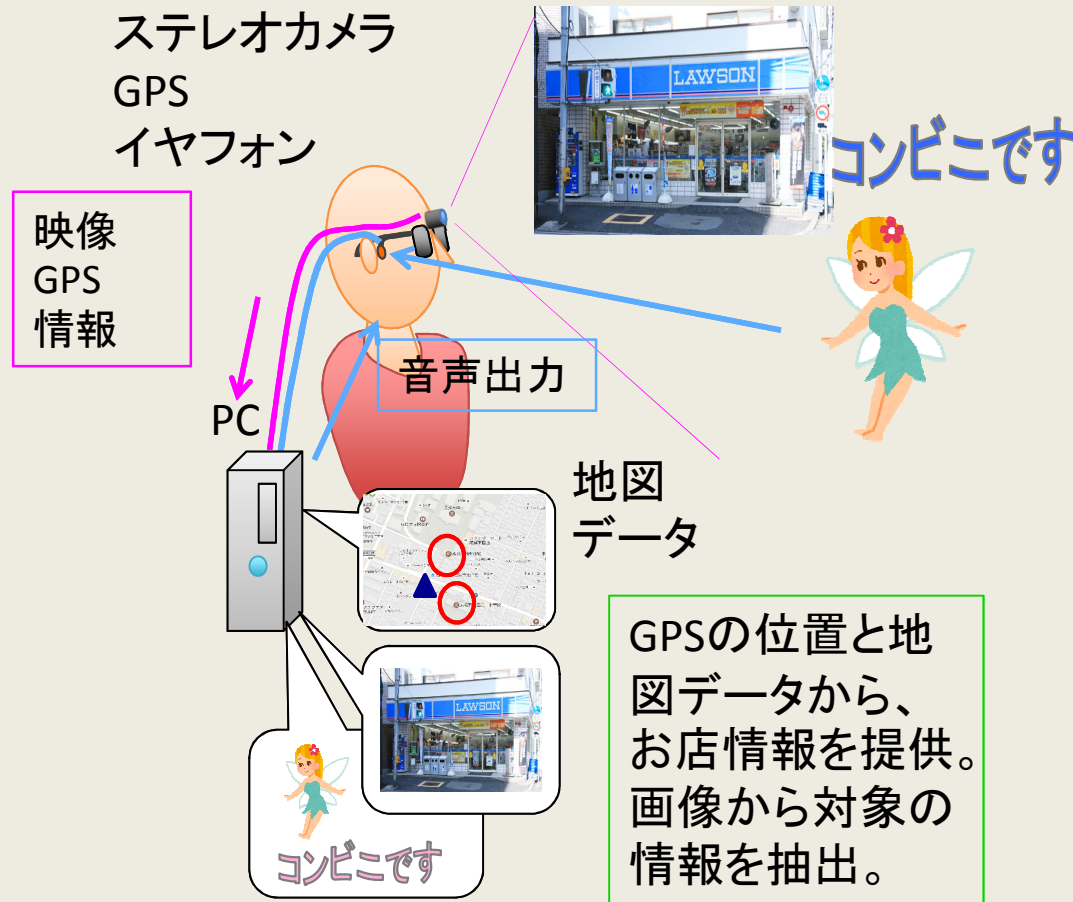 ステレオカメラ
GPS
イヤフォン
LAWSON
コンビこです
映像
GPS
情報
音声出力
PC
地図
データ
LAWSON
コンビこです
GPSの位置と地
図データから、
お店情報を提供。
画像から対象の
情報を抽出。